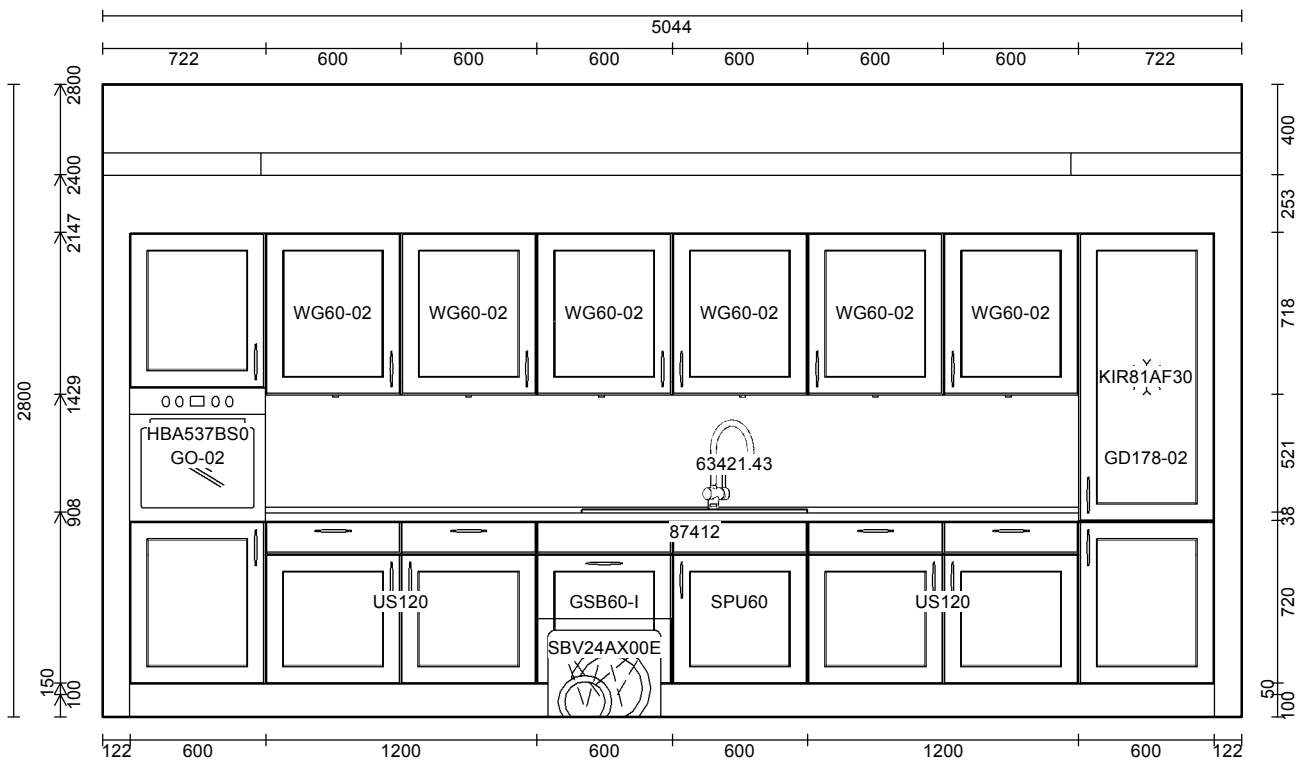 5044
722 600 600 600 600 600 600 722
2800
2800
2400
2147
1429
908
150
100
400
253
718
521
38
720
50
100
WG60-02 WG60-02 WG60-02 WG60-02 WG60-02 WG60-02
KIR81AF30
HBA537BS0
GO-02
63421.43
GD178-02
87412
US120 GSB60-I SPU60 US120
SBV24AX00E
122 600 1200 600 600 1200 600 122